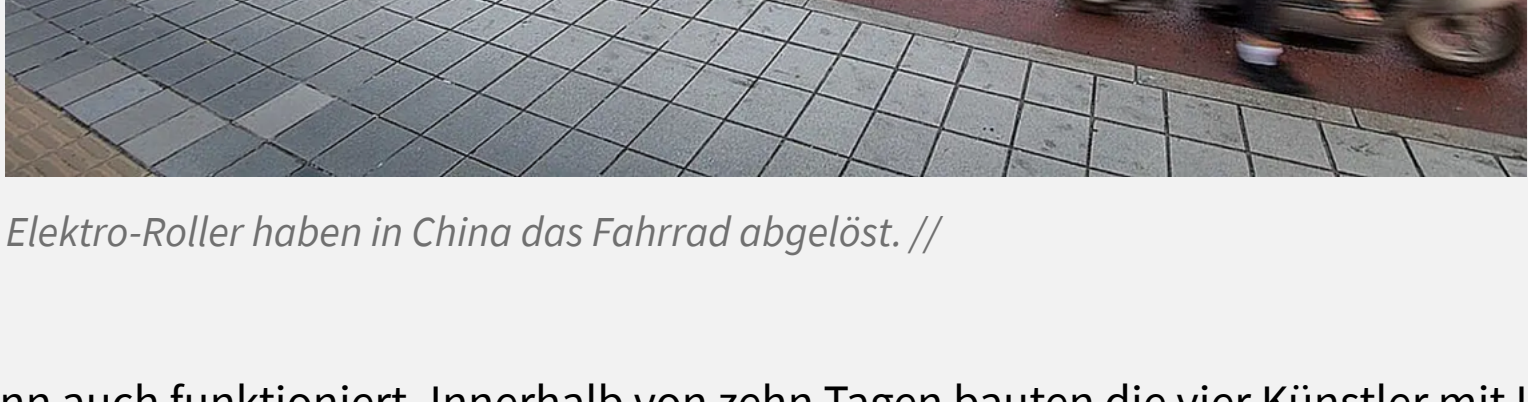 Elektro-Roller haben in China das Fahrrad abgelöst. //
auch funktioniert. Innerhalb von zehn Tagen bauten die vier Künstler mit